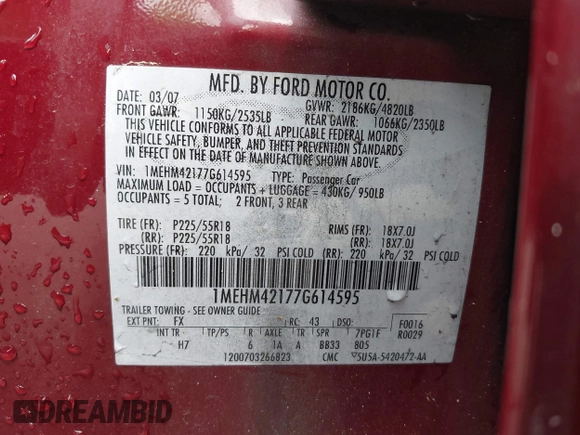 MFD. BY FORD MOTOR CO.
DATE: 03/07 GVWR: 2186KG/4820LB
FRONT GAWR: 1150KG/2535LB REAR GAWR: 1066KG/2350LB
THIS VEHICLE CONFORMS TO ALL APPLICABLE FEDERAL MOTOR
VEHICLE SAFETY, BUMPER, AND THEFT PREVENTION STANDARDS
IN EFFECT ON THE DATE OF MANUFACTURE SHOWN ABOVE.
VIN: 1MEHM42177G614595 TYPE: Passenger Car
MAXIMUM LOAD = OCCUPANTS + LUGGAGE = 430KG/ 950LB
OCCUPANTS = 5 TOTAL; 2 FRONT, 3 REAR
TIRE (FR): P225/55R18 RIMS (FR): 18X7.0J
(RR): P225/55R18 (RR): 18X7.0J
PRESSURE (FR): 220 kPa/ 32 PSI COLD (RR): 220 kPa/ 32 PSI COLD
1MEHM42177G614595
TRAILER TOWING - SEE OWNER GUIDE
EXT PNT: FX RC: 43 DSO: F0016
INT TR TP/PS R AXLE TR SPR 7PG1F R0029
H7 6 1A A BB33 805
1200703266823 CMC 5U5A-5420472-AA
DREAMBID